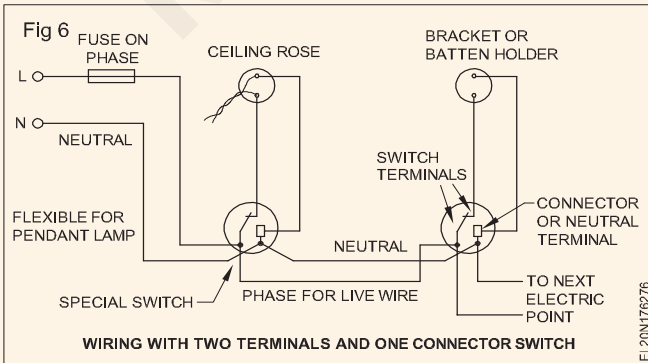 Fig 6
FUSE ON
PHASE
CEILING ROSE
BRACKET OR
BATTEN HOLDER
L
N
NEUTRAL
SWITCH
TERMINALS
FLEXIBLE FOR
PENDANT LAMP
NEUTRAL
CONNECTOR
OR NEUTRAL
TERMINAL
SPECIAL SWITCH
PHASE FOR LIVE WIRE
TO NEXT
ELECTRIC
POINT
WIRING WITH TWO TERMINALS AND ONE CONNECTOR SWITCH
EL20N176276